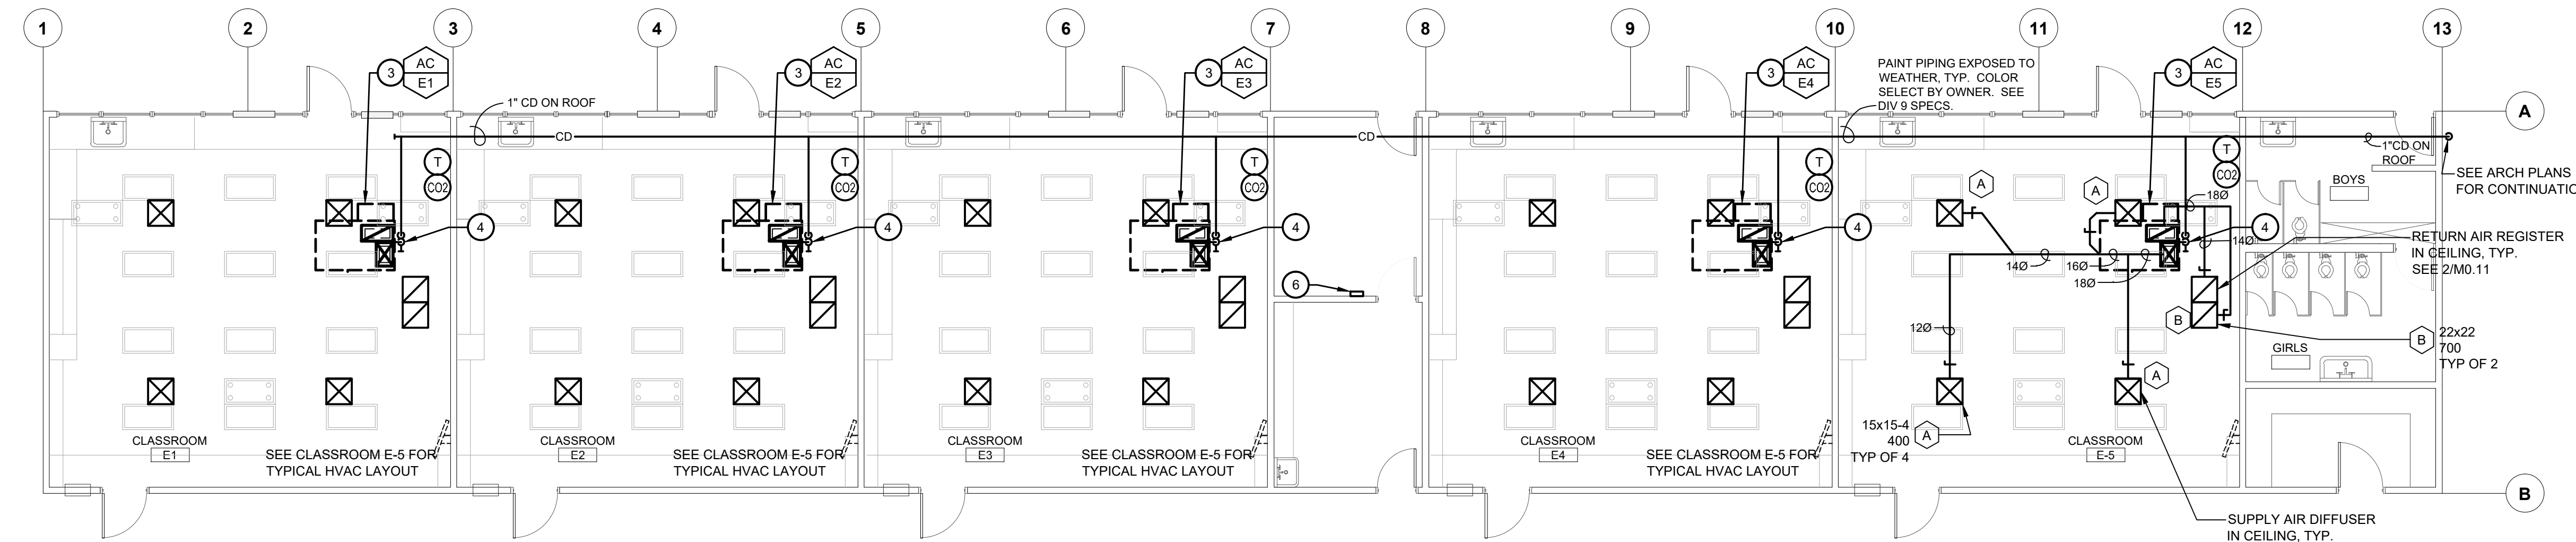 1
2
3
4
5
6
7
8
9
10
11
12
13
3
AC
E1
3
AC
E2
3
AC
E3
3
AC
E4
3
AC
E5
PAINT PIPING EXPOSED TO
WEATHER, TYP. COLOR
SELECT BY OWNER. SEE
DIV 9 SPECS.
1" CD ON ROOF
A
CD
CD
1"CD ON
ROOF
T
CO2
T
CO2
T
CO2
T
CO2
T
CO2
SEE ARCH PLANS
FOR CONTINUATIO
BOYS
A
A
18Ø
4
4
4
4
4
14Ø
RETURN AIR REGISTER
IN CEILING, TYP.
SEE 2/M0.11
14Ø
16Ø
18Ø
6
12Ø
B
B
22x22
700
TYP OF 2
GIRLS
A
15x15-4
400
TYP OF 4
A
CLASSROOM
E1
SEE CLASSROOM E-5 FOR
TYPICAL HVAC LAYOUT
CLASSROOM
E2
SEE CLASSROOM E-5 FOR
TYPICAL HVAC LAYOUT
CLASSROOM
E3
SEE CLASSROOM E-5 FOR
TYPICAL HVAC LAYOUT
CLASSROOM
E4
SEE CLASSROOM E-5 FOR
TYPICAL HVAC LAYOUT
CLASSROOM
E-5
B
SUPPLY AIR DIFFUSER
IN CEILING, TYP.